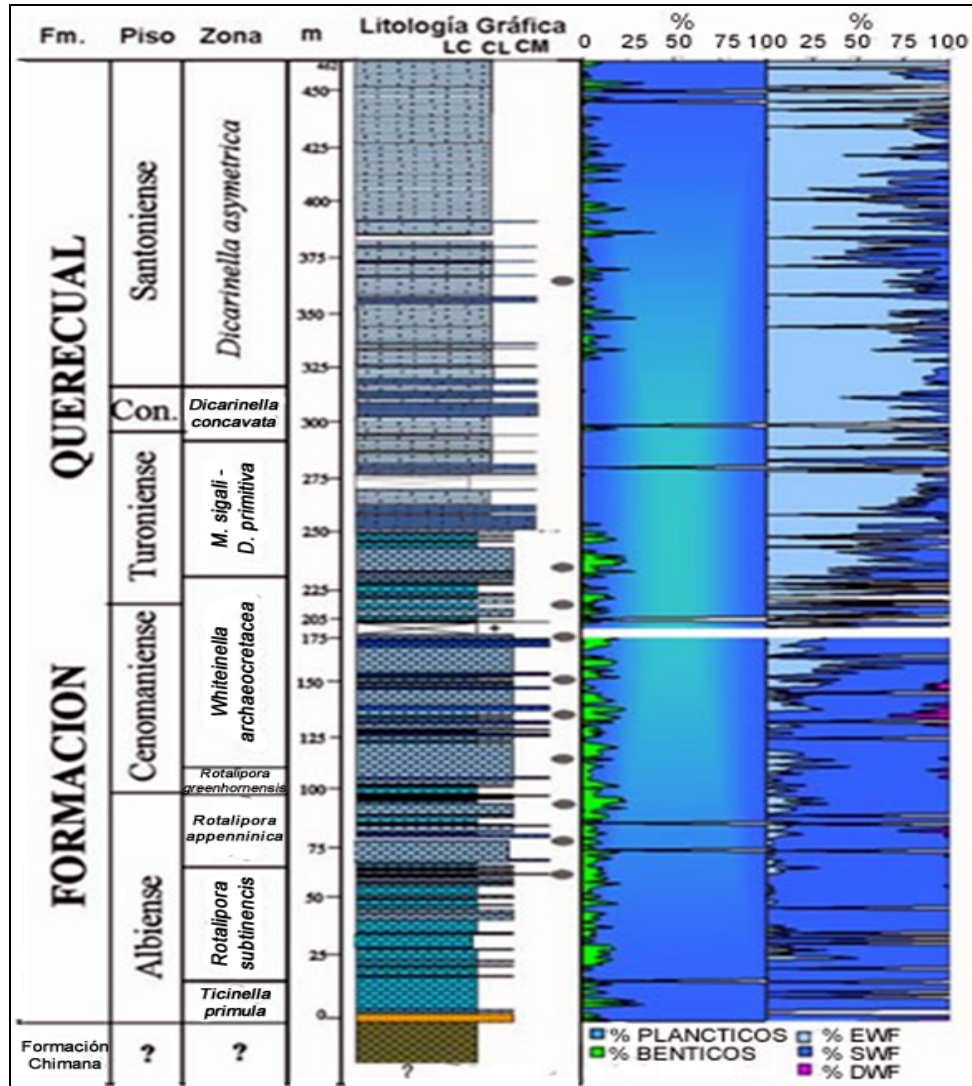 Fm. Piso Zona m Litología Gráfica % %
LC CL CM 0 25 50 75 100 0 25 50 75 100
FORMACION QUERECUAL
Santoniense
Con.
Turoniense
Cenomaniense
Albiense
Dicarinella asymetrica
Dicarinella
concavata
M. sigali -
D. primitiva
Whiteinella
archaeocretacea
Rotalipora
greenhornensis
Rotalipora
appenninica
Rotalipora
subtinencis
Ticinella
primula
462
450
425
400
375
350
325
300
275
250
225
205
175
150
125
100
75
50
25
0
Formación
Chimana
?
?
?
% PLANCTICOS
% BENTICOS
% EWF
% SWF
% DWF